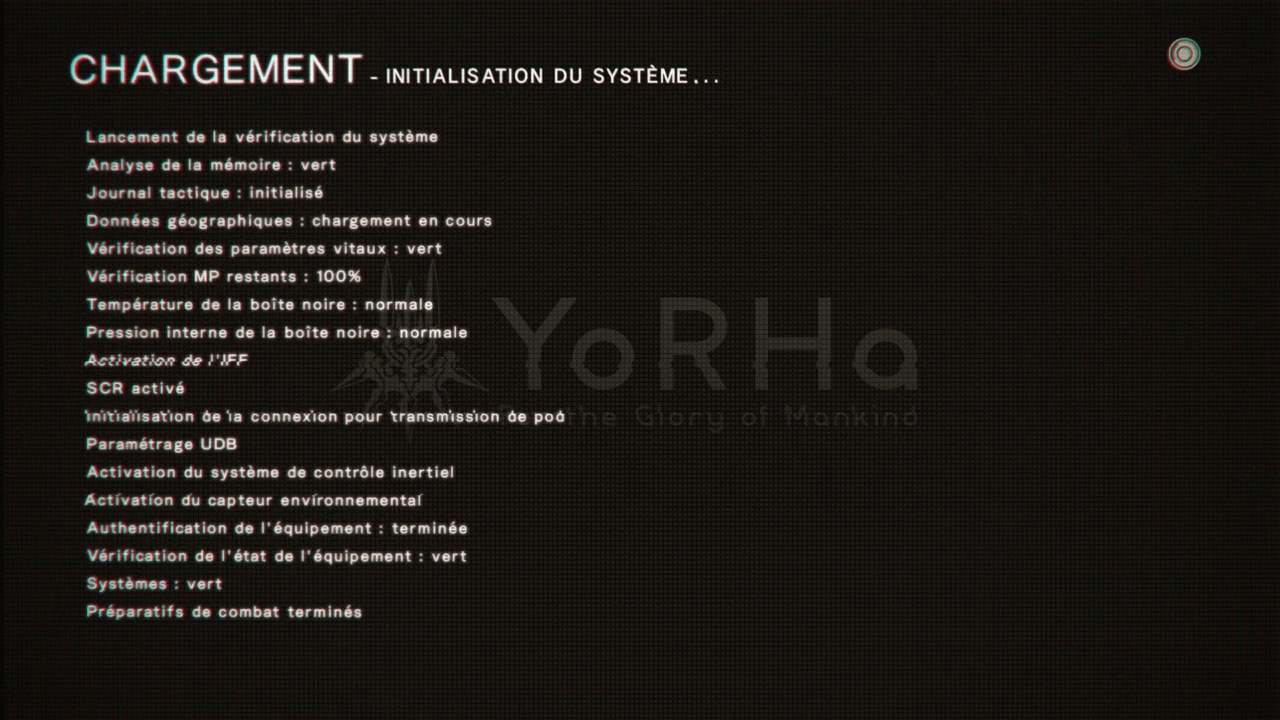 CHARGEMENT - INITIALISATION DU SYSTÈME...
Lancement de la vérification du système
Analyse de la mémoire : vert
Journal tactique : initialisé
Données géographiques : chargement en cours
Vérification des paramètres vitaux : vert
Vérification MP restants : 100%
Température de la boîte noire : normale
Pression interne de la boîte noire : normale
Activation de l'IFF
SCR activé
Initialisation de la connexion pour transmission de pod
Paramétrage UDB
Activation du système de contrôle inertiel
Activation du capteur environnemental
Authentification de l'équipement : terminée
Vérification de l'état de l'équipement : vert
Systèmes : vert
Préparatifs de combat terminés
YoRHa
the Glory of Mankind